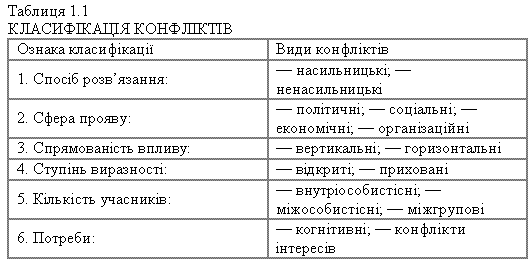 Таблиця 1.1
КЛАСИФІКАЦІЯ КОНФЛІКТІВ
Ознака класифікації Види конфліктів
1. Спосіб розв’язання: — насильницькі; —
ненасильницькі
2. Сфера прояву: — політичні; — соціальні; —
економічні; — організаційні
3. Спрямованість впливу: — вертикальні; — горизонтальні
4. Ступінь виразності: — відкриті; — приховані
5. Кількість учасників: — внутріособистісні; —
міжособистісні; — міжгрупові
6. Потреби: — когнітивні; — конфлікти
інтересів